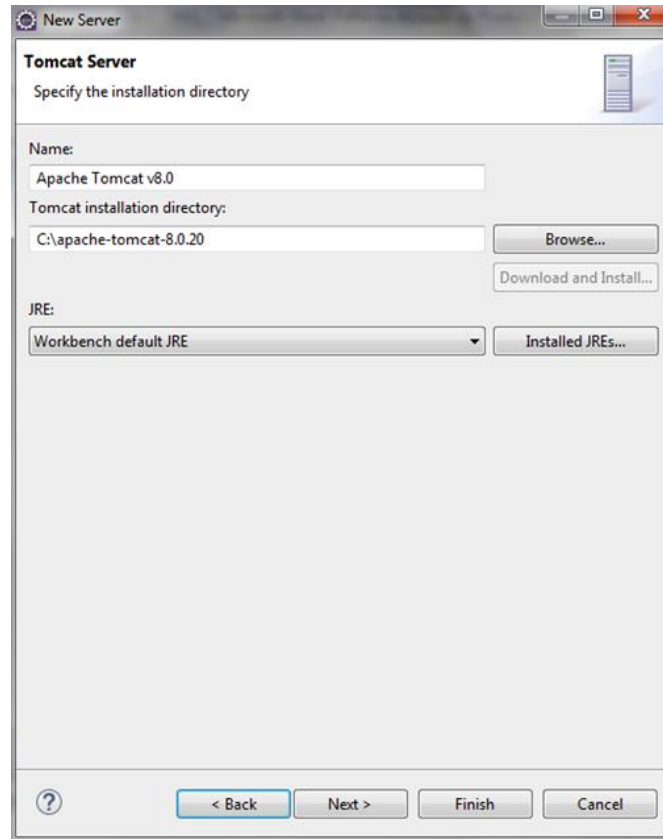 New Server
Tomcat Server
Specify the installation directory
Name:
Apache Tomcat v8.0
Tomcat installation directory:
C:\apache-tomcat-8.0.20
Browse...
Download and Install...
JRE:
Workbench default JRE
Installed JREs...
?
< Back
Next >
Finish
Cancel